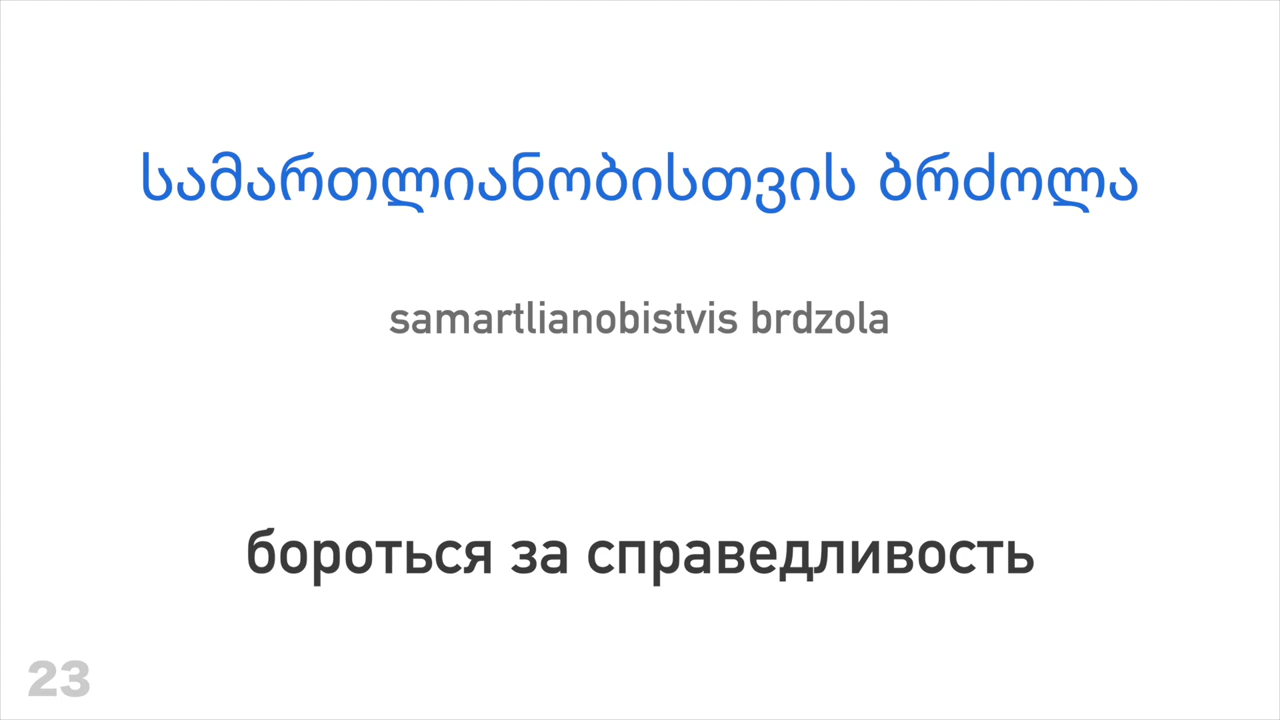 სამართლიანობისთვის ბრძოლა
samartlianobistvis brdzola
бороться за справедливость
23